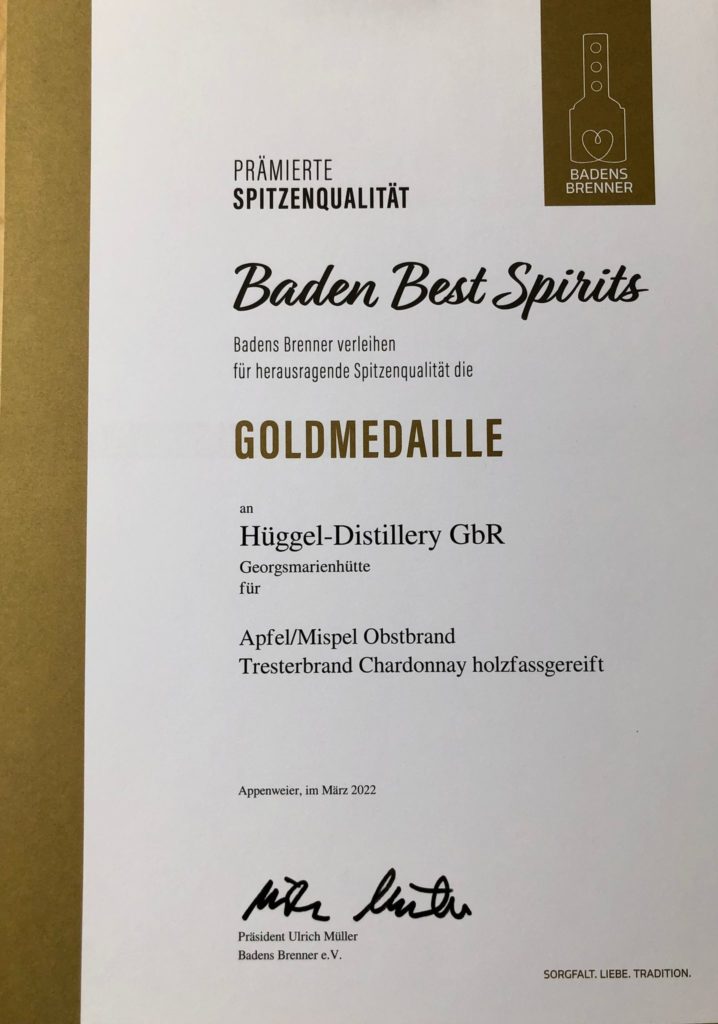 BADENS
BRENNER
PRÄMIERTE
SPITZENQUALITÄT
Baden Best Spirits
Badens Brenner verleihen
für herausragende Spitzenqualität die
GOLDMEDAILLE
an
Hüggel-Distillery GbR
Georgsmarienhütte
für
Apfel/Mispel Obstbrand
Tresterbrand Chardonnay holzfassgereift
Appenweier, im März 2022
Präsident Ulrich Müller
Badens Brenner e.V.
SORGFALT. LIEBE. TRADITION.